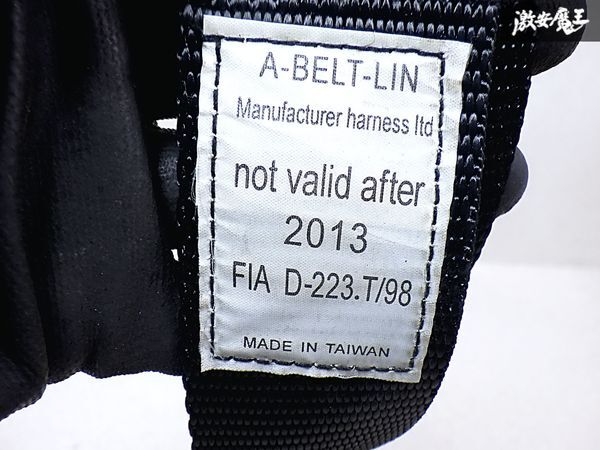 激安魔王
A-BELT-LIN
Manufacturer harness ltd
not valid after
2013
FIA D-223.T/98
MADE IN TAIWAN